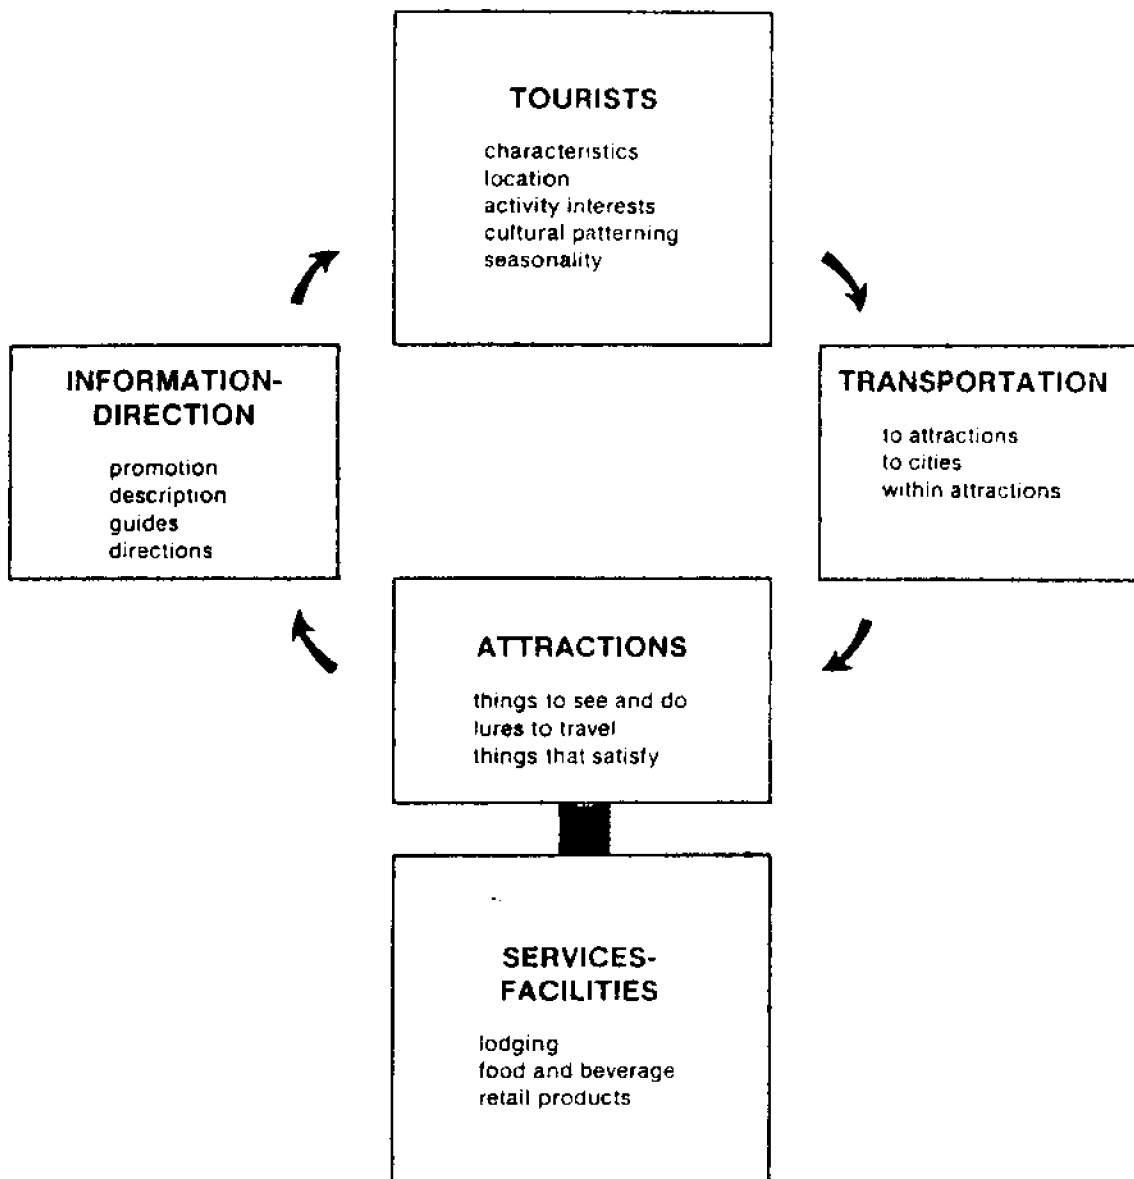 TOURISTS
characteristics
location
activity interests
cultural patterning
seasonality
INFORMATION-
DIRECTION
promotion
description
guides
directions
TRANSPORTATION
to attractions
to cities
within attractions
ATTRACTIONS
things to see and do
lures to travel
things that satisfy
SERVICES-
FACILITIES
lodging
food and beverage
retail products